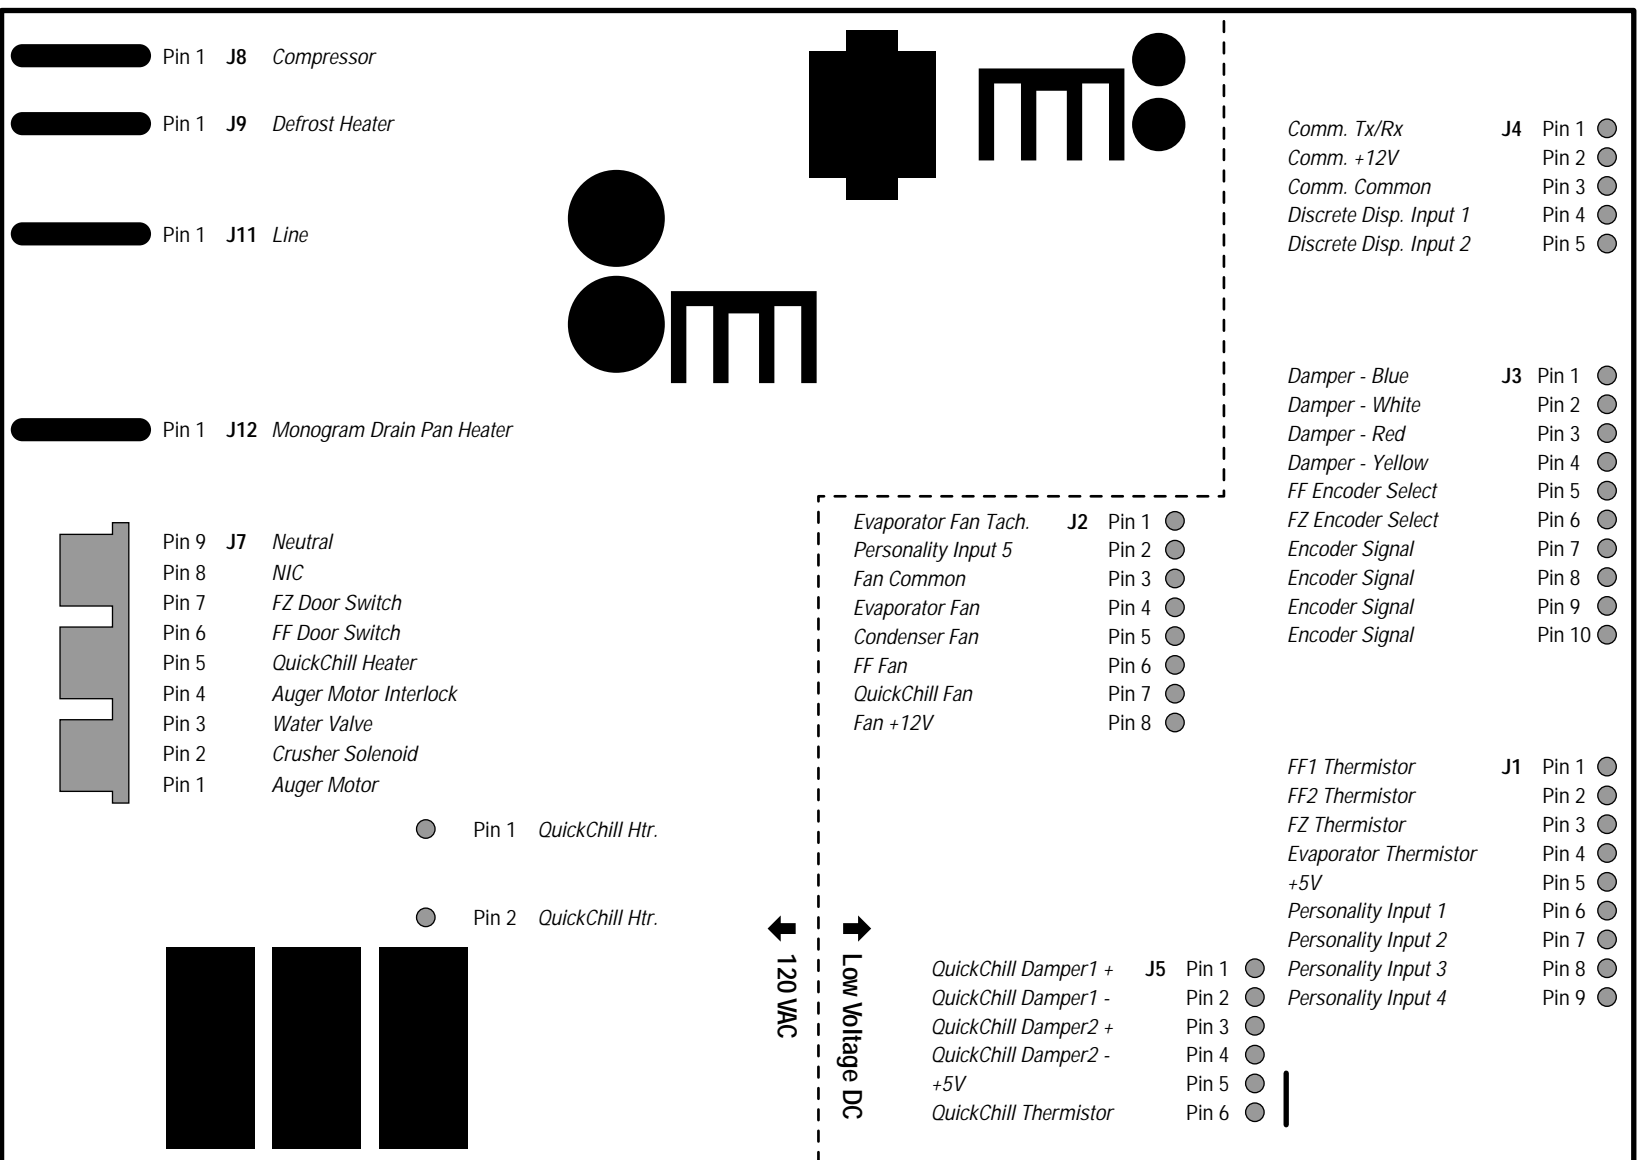 Pin 1 J8 Compressor
Pin 1 J9 Defrost Heater
Pin 1 J11 Line
Pin 1 J12 Monogram Drain Pan Heater
Pin 9 J7 Neutral
Pin 8 NIC
Pin 7 FZ Door Switch
Pin 6 FF Door Switch
Pin 5 QuickChill Heater
Pin 4 Auger Motor Interlock
Pin 3 Water Valve
Pin 2 Crusher Solenoid
Pin 1 Auger Motor
Pin 1 QuickChill Htr.
Pin 2 QuickChill Htr.
120 VAC
Low Voltage DC
Evaporator Fan Tach. J2 Pin 1
Personality Input 5 Pin 2
Fan Common Pin 3
Evaporator Fan Pin 4
Condenser Fan Pin 5
FF Fan Pin 6
QuickChill Fan Pin 7
Fan +12V Pin 8
QuickChill Damper1 + J5 Pin 1
QuickChill Damper1 - Pin 2
QuickChill Damper2 + Pin 3
QuickChill Damper2 - Pin 4
+5V Pin 5
QuickChill Thermistor Pin 6
Comm. Tx/Rx J4 Pin 1
Comm. +12V Pin 2
Comm. Common Pin 3
Discrete Disp. Input 1 Pin 4
Discrete Disp. Input 2 Pin 5
Damper - Blue J3 Pin 1
Damper - White Pin 2
Damper - Red Pin 3
Damper - Yellow Pin 4
FF Encoder Select Pin 5
FZ Encoder Select Pin 6
Encoder Signal Pin 7
Encoder Signal Pin 8
Encoder Signal Pin 9
Encoder Signal Pin 10
FF1 Thermistor J1 Pin 1
FF2 Thermistor Pin 2
FZ Thermistor Pin 3
Evaporator Thermistor Pin 4
+5V Pin 5
Personality Input 1 Pin 6
Personality Input 2 Pin 7
Personality Input 3 Pin 8
Personality Input 4 Pin 9